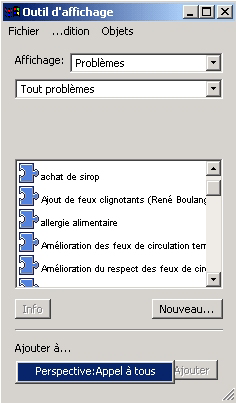 Outil d'affichage
Fichier ...dition Objets
Affichage: Problèmes
Tout problèmes
achat de sirop
Ajout de feux clignotants (René Boulang
allergie alimentaire
Amélioration des feux de circulation terr
Amélioration du respect des feux de circ
Info Nouveau...
Ajouter à...
Perspective:Appel à tous Ajouter